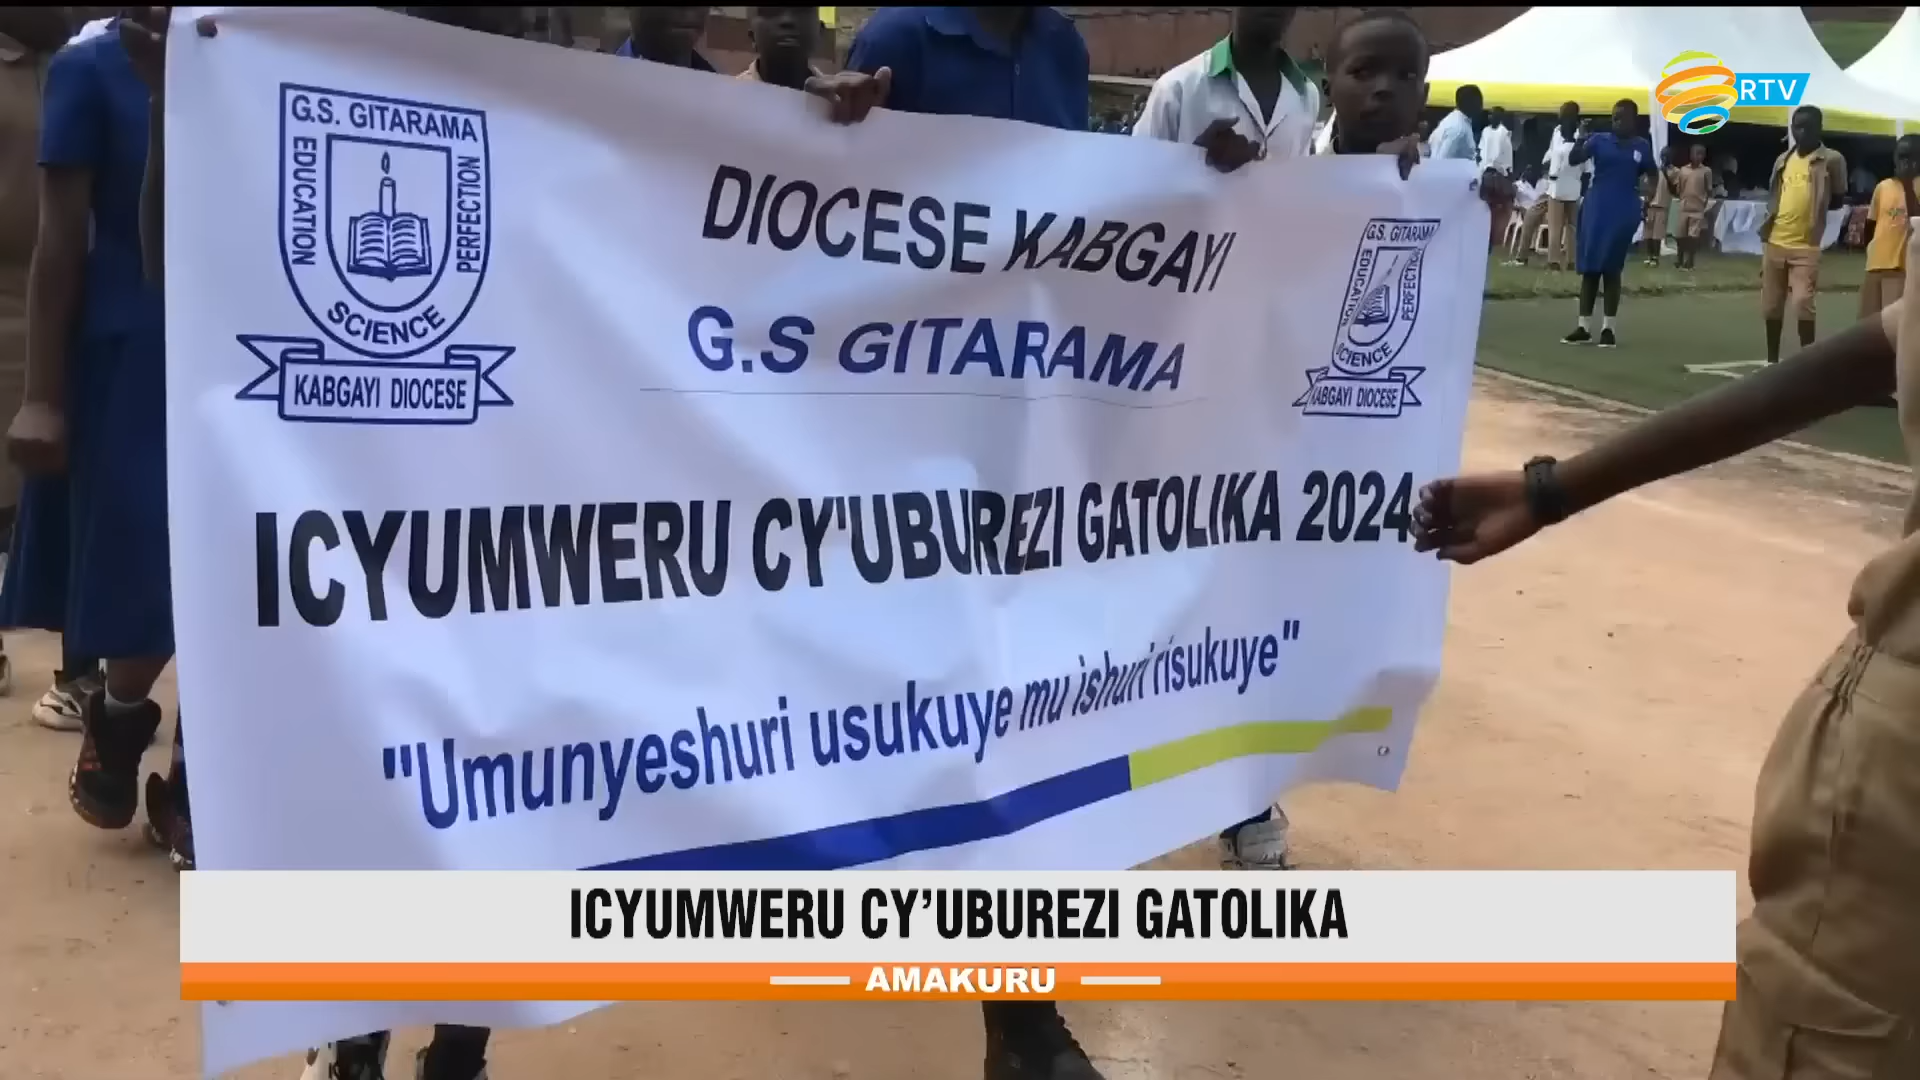 RTV
G.S. GITARAMA
EDUCATION
PERFECTION
SCIENCE
KABGAYI DIOCESE
DIOCESE KABGAYI
G.S GITARAMA
G.S. GITARAMA
EDUCATION
PERFECTION
SCIENCE
KABGAYI DIOCESE
ICYUMWERU CY'UBUREZI GATOLIKA 2024
"Umunyeshuri usukuye mu ishuri risukuye"
ICYUMWERU CY’UBUREZI GATOLIKA
AMAKURU